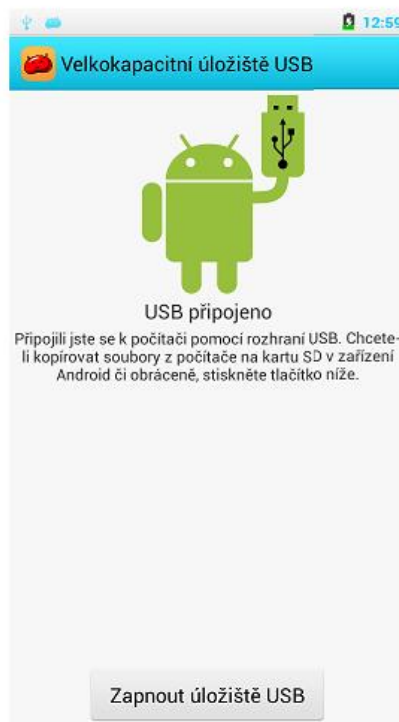 12:59
Velkokapacitní úložiště USB
USB připojeno
Připojili jste se k počítači pomocí rozhraní USB. Chcete-
li kopírovat soubory z počítače na kartu SD v zařízení
Android či obráceně, stiskněte tlačítko níže.
Zapnout úložiště USB